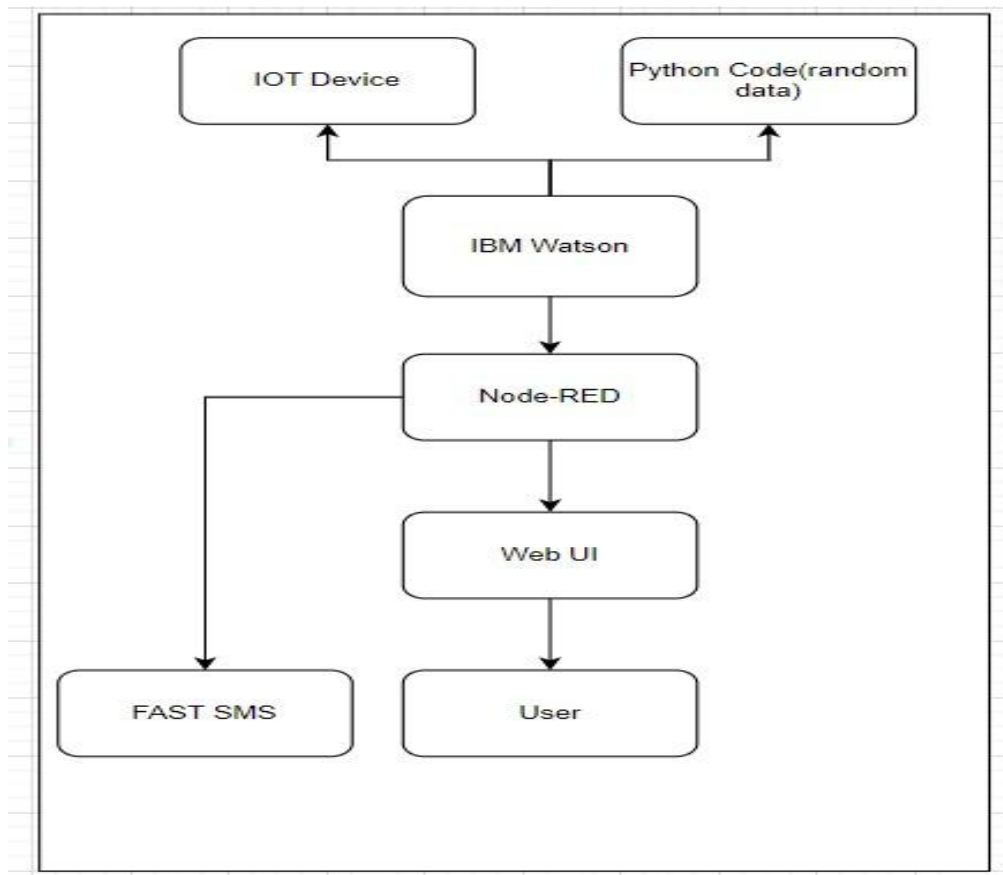 IOT Device
Python Code(random
data)
IBM Watson
Node-RED
Web UI
FAST SMS
User